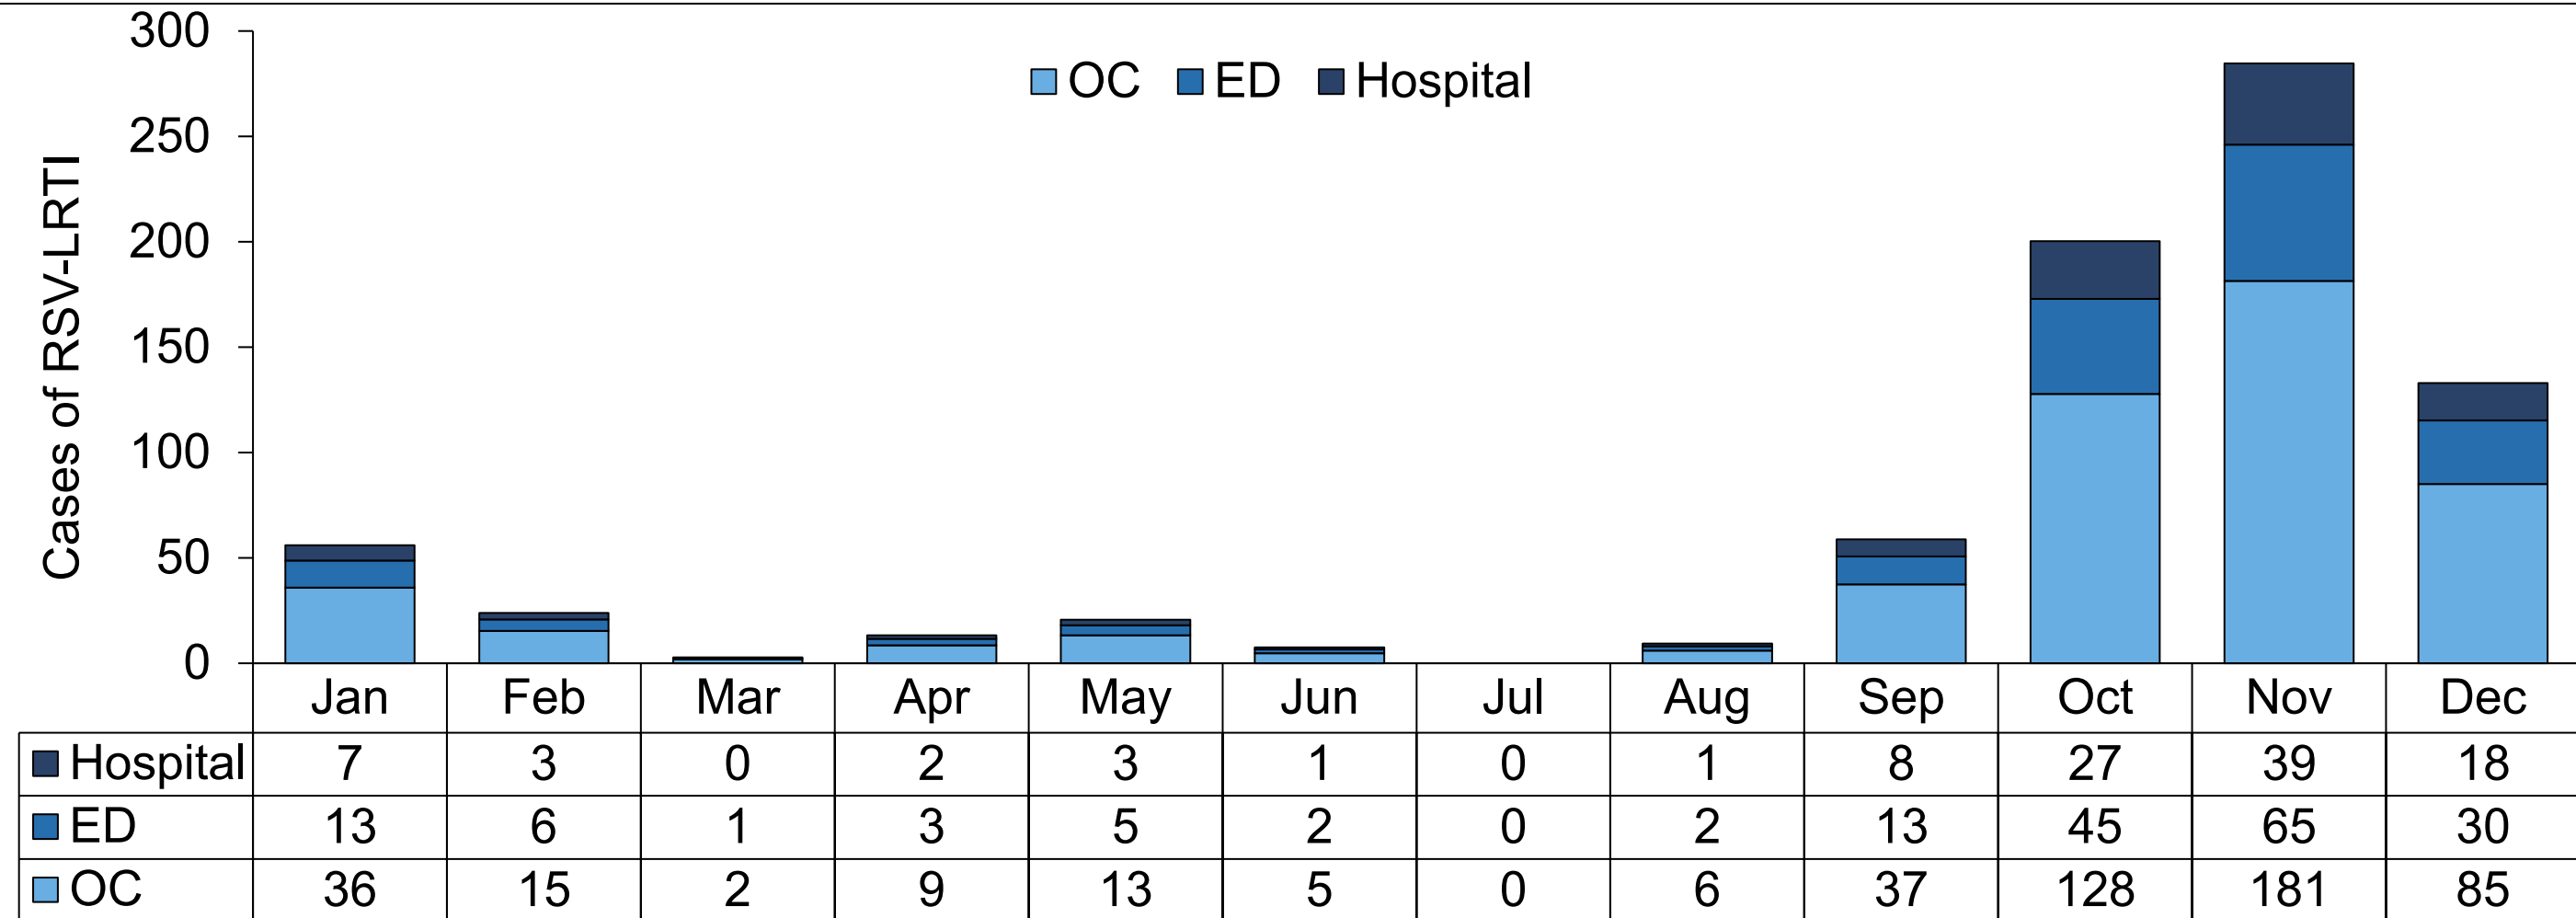 Cases of RSV-LRTI
300
250
200
150
100
50
0
OC ED Hospital
Jan Feb Mar Apr May Jun Jul Aug Sep Oct Nov Dec
Hospital 7 3 0 2 3 1 0 1 8 27 39 18
ED 13 6 1 3 5 2 0 2 13 45 65 30
OC 36 15 2 9 13 5 0 6 37 128 181 85